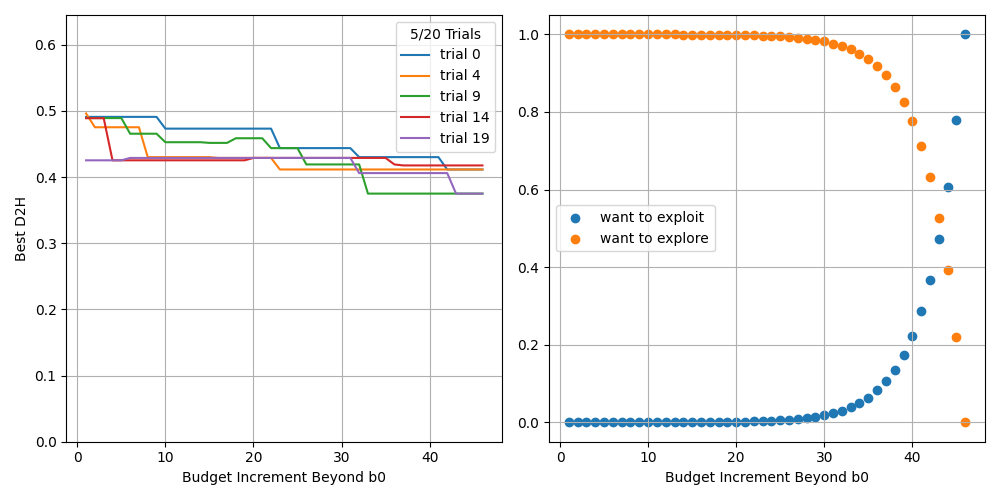 5/20 Trials
trial 0
trial 4
trial 9
trial 14
trial 19
Best D2H
0.6
0.5
0.4
0.3
0.2
0.1
0.0
0 10 20 30 40
Budget Increment Beyond b0
1.0
0.8
0.6
0.4
0.2
0.0
want to exploit
want to explore
0 10 20 30 40
Budget Increment Beyond b0